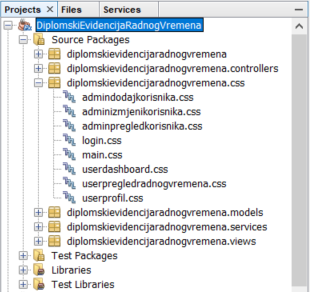 Projects × Files Services
DiplomskiEvidencijaRadnogVremena
Source Packages
diplomskievidencijaradnogvremena
diplomskievidencijaradnogvremena.controllers
diplomskievidencijaradnogvremena.css
admindodajkorisnika.css
adminizmjenikorisnika.css
adminpregledkorisnika.css
login.css
main.css
userdashboard.css
userpregledradnogvremena.css
userprofil.css
diplomskievidencijaradnogvremena.models
diplomskievidencijaradnogvremena.services
diplomskievidencijaradnogvremena.views
Test Packages
Libraries
Test Libraries